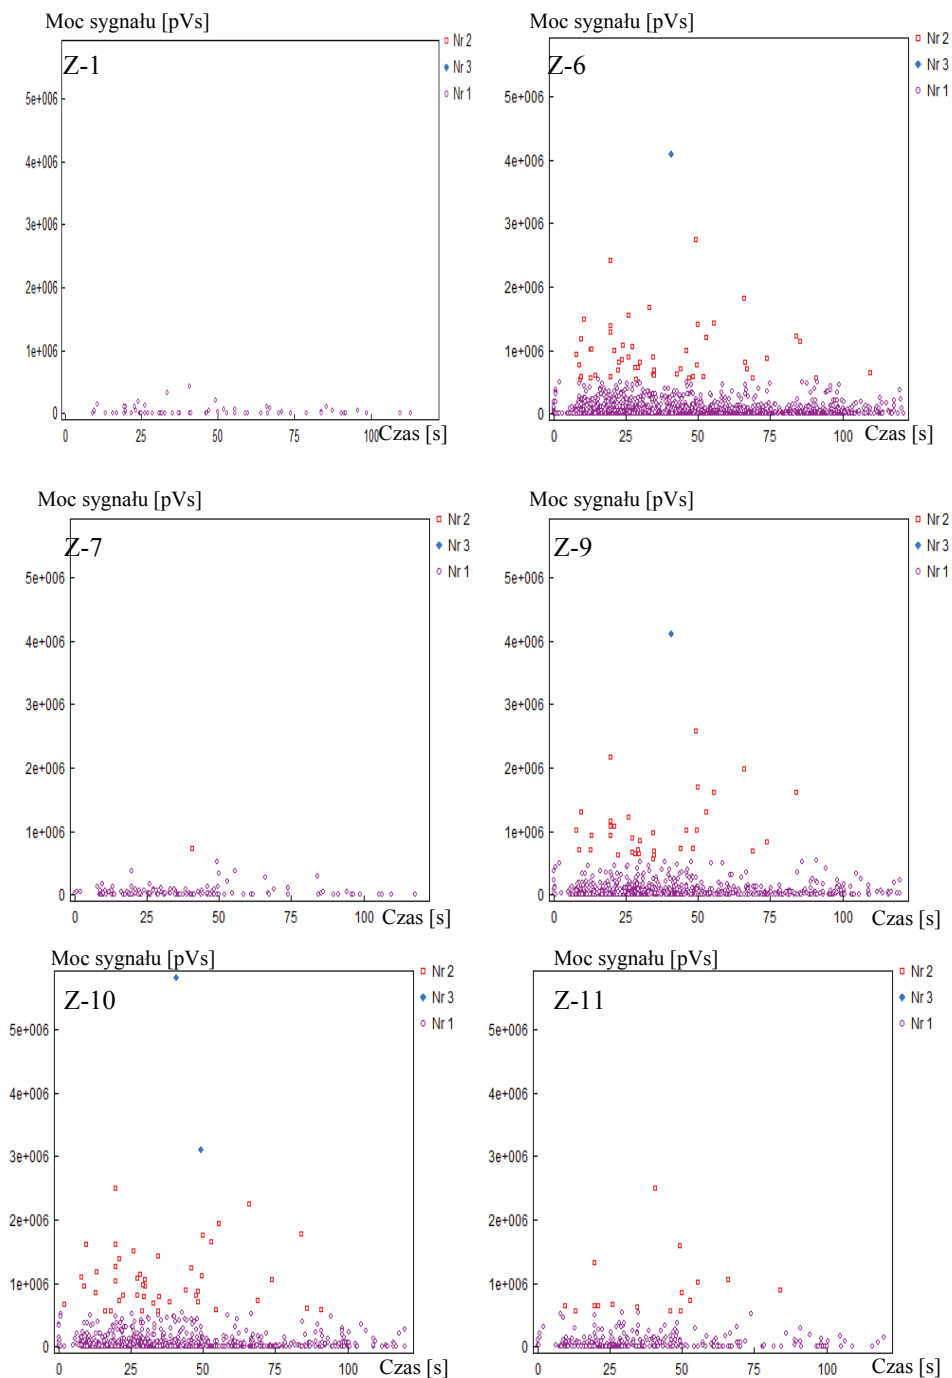 Moc sygnału [pVs]
Z-1
Nr 2
Nr 3
Nr 1
5e+006
4e+006
3e+006
2e+006
1e+006
0
0 25 50 75 100 Czas [s]
Moc sygnału [pVs]
Z-6
Nr 2
Nr 3
Nr 1
5e+006
4e+006
3e+006
2e+006
1e+006
0
0 25 50 75 100 Czas [s]
Moc sygnału [pVs]
Z-7
Nr 2
Nr 3
Nr 1
5e+006
4e+006
3e+006
2e+006
1e+006
0
0 25 50 75 100 Czas [s]
Moc sygnału [pVs]
Z-9
Nr 2
Nr 3
Nr 1
5e+006
4e+006
3e+006
2e+006
1e+006
0
0 25 50 75 100 Czas [s]
Moc sygnału [pVs]
Z-10
Nr 2
Nr 3
Nr 1
5e+006
4e+006
3e+006
2e+006
1e+006
0
0 25 50 75 100 Czas [s]
Moc sygnału [pVs]
Z-11
Nr 2
Nr 3
Nr 1
5e+006
4e+006
3e+006
2e+006
1e+006
0
0 25 50 75 100 Czas [s]